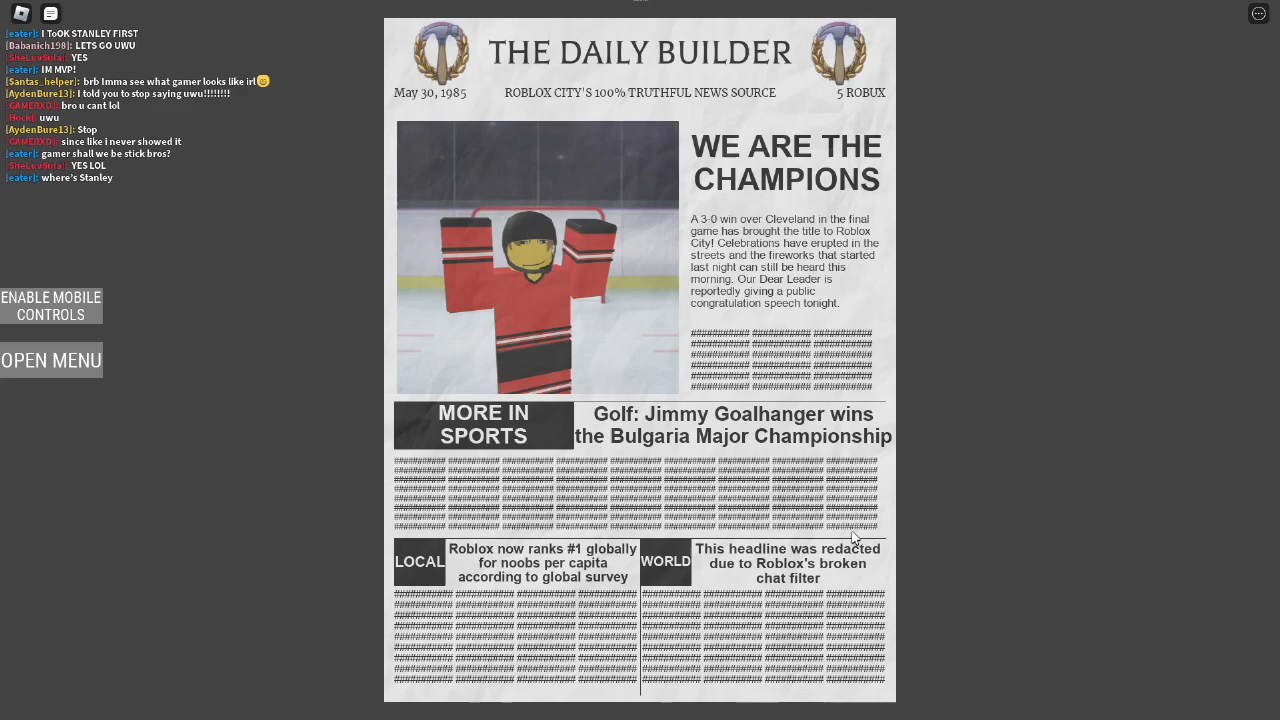 [eater]: I ToOK STANLEY FIRST
[Babanich198]: LETS GO UWU
YES
[eater]: IM MVP!
[Santas_helper]: brb Imma see what gamer looks like irl😄
[AydenBure13]: I told you to stop saying uwu!!!!!!!!
bro u cant lol
uwu
[AydenBure13]: Stop
since like i never showed it
[eater]: gamer shall we be stick bros?
YES LOL
[eater]: where's Stanley
ENABLE MOBILE
CONTROLS
OPEN MENU
THE DAILY BUILDER
May 30, 1985 ROBLOX CITY'S 100% TRUTHFUL NEWS SOURCE 5 ROBUX
WE ARE THE
CHAMPIONS
A 3-0 win over Cleveland in the final
game has brought the title to Roblox
City! Celebrations have erupted in the
streets and the fireworks that started
last night can still be heard this
morning. Our Dear Leader is
reportedly giving a public
congratulation speech tonight.
########### ########### ###########
########### ########### ###########
########### ########### ###########
########### ########### ###########
########### ########### ###########
########### ########### ###########
MORE IN
SPORTS
Golf: Jimmy Goalhanger wins
the Bulgaria Major Championship
LOCAL
Roblox now ranks #1 globally
for noobs per capita
according to global survey
WORLD
This headline was redacted
due to Roblox's broken
chat filter